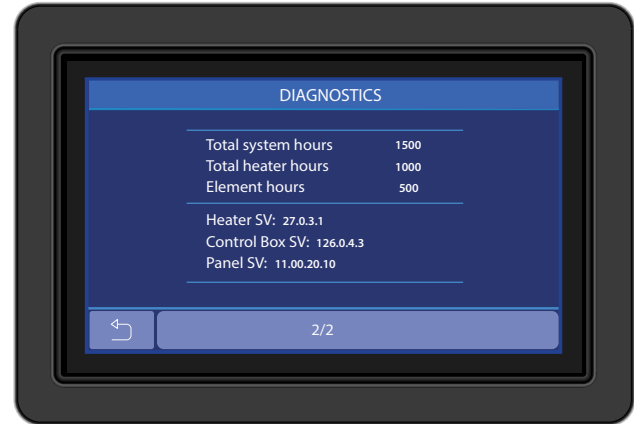 DIAGNOSTICS
Total system hours 1500
Total heater hours 1000
Element hours 500
Heater SV: 27.0.3.1
Control Box SV: 126.0.4.3
Panel SV: 11.00.20.10
2/2